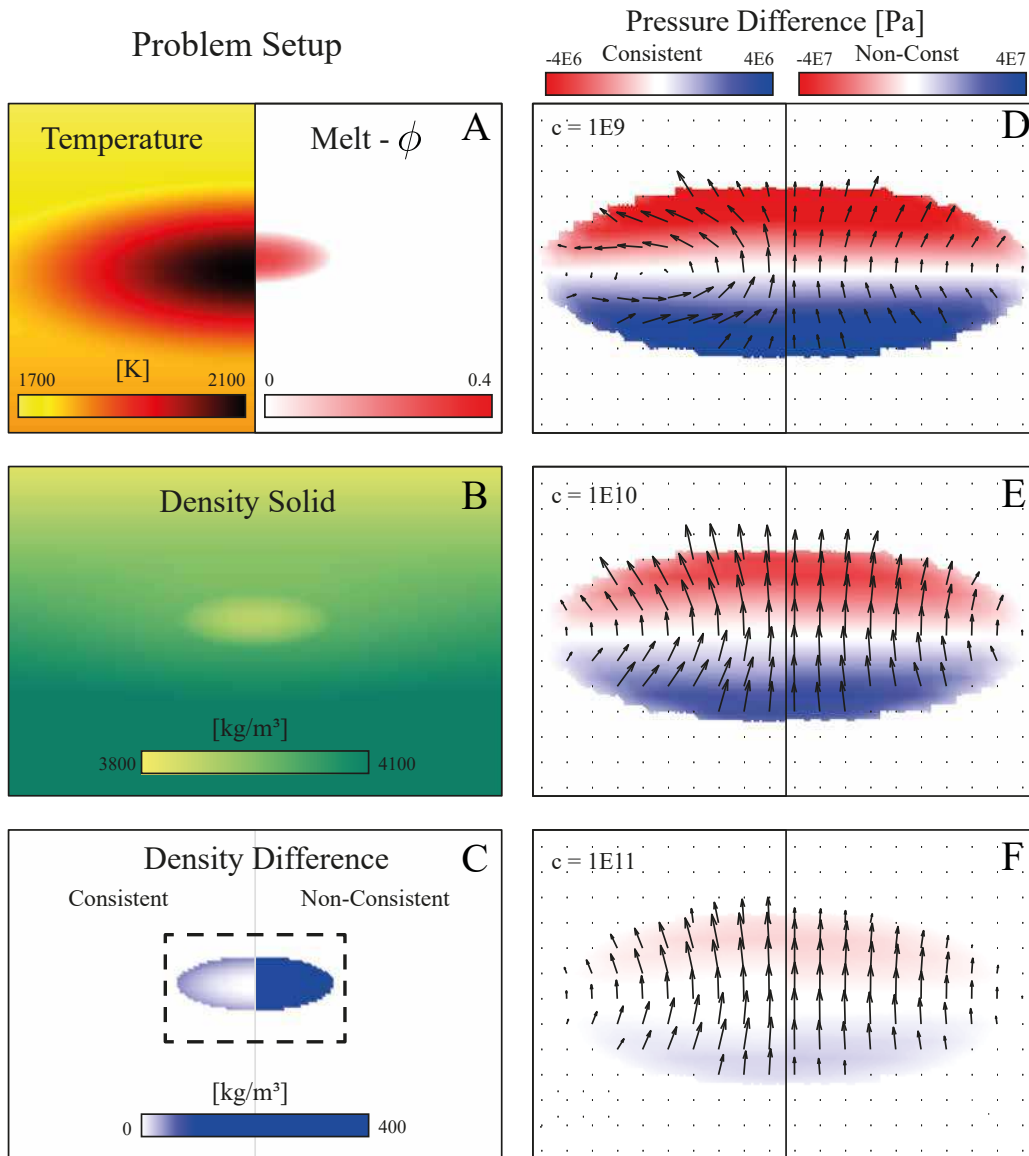 Problem Setup
Pressure Difference [Pa]
Consistent
Non-Const
-4E6
4E6
-4E7
4E7
Temperature
Melt - ϕ
A
[K]
1700
2100
0
0.4
c = 1E9
D
Density Solid
B
[kg/m³]
3800
4100
c = 1E10
E
Density Difference
C
Consistent
Non-Consistent
[kg/m³]
0
400
c = 1E11
F